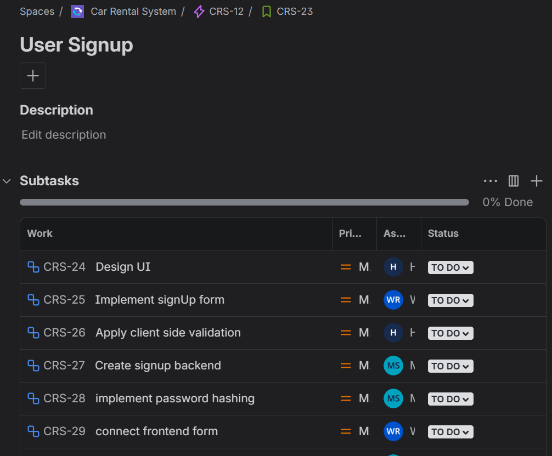 Spaces / Car Rental System / CRS-12 / CRS-23
User Signup
Description
Edit description
Subtasks
0% Done
Work Pri... As... Status
CRS-24 Design UI M H TO DO
CRS-25 Implement signUp form M WR TO DO
CRS-26 Apply client side validation M H TO DO
CRS-27 Create signup backend M MS TO DO
CRS-28 implement password hashing M MS TO DO
CRS-29 connect frontend form M WR TO DO